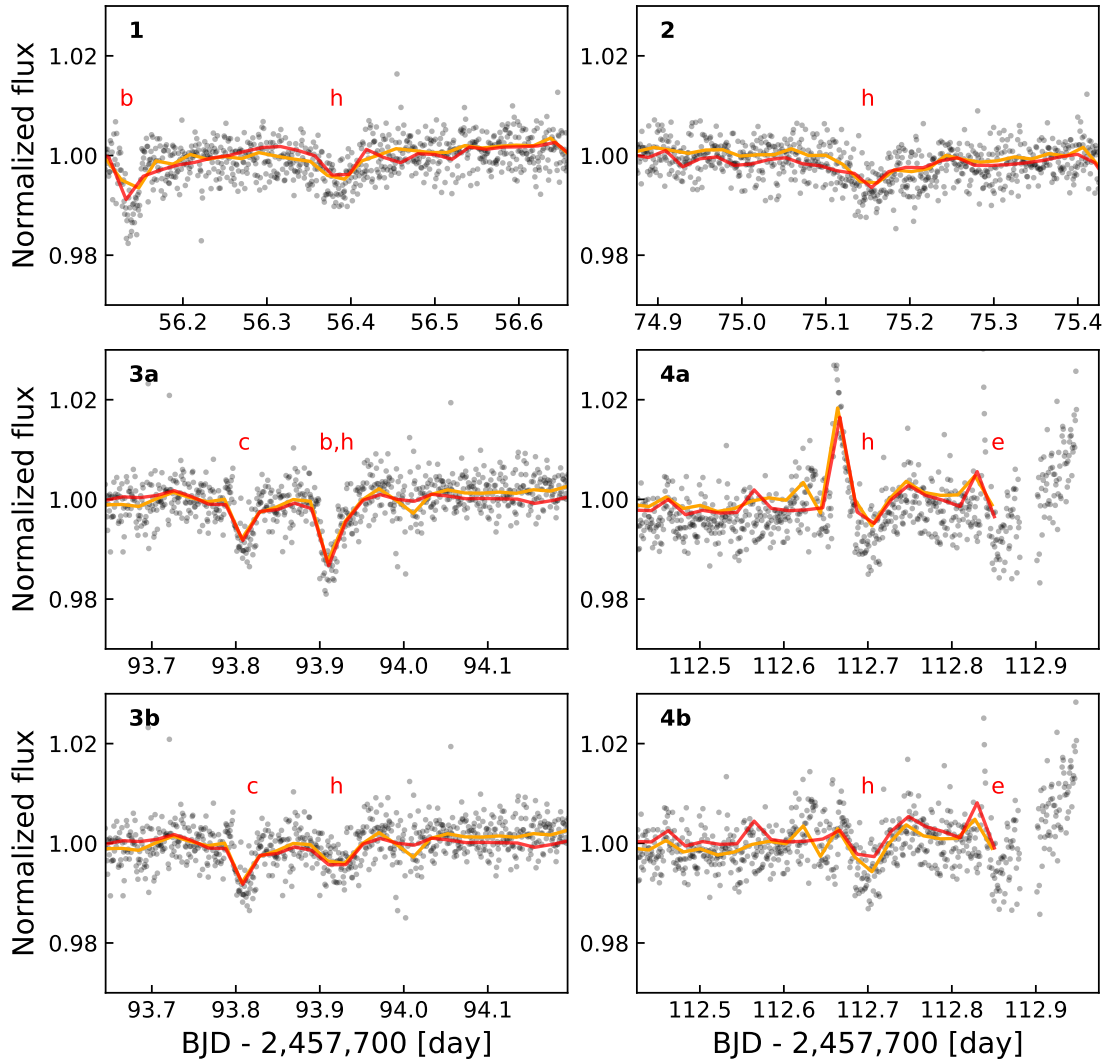 1
b
h
Normalized flux
1.02
1.00
0.98
56.2
56.3
56.4
56.5
56.6
2
h
1.02
1.00
0.98
74.9
75.0
75.1
75.2
75.3
75.4
3a
c
b,h
Normalized flux
1.02
1.00
0.98
93.7
93.8
93.9
94.0
94.1
4a
h
e
1.02
1.00
0.98
112.5
112.6
112.7
112.8
112.9
3b
c
h
Normalized flux
1.02
1.00
0.98
93.7
93.8
93.9
94.0
94.1
BJD - 2,457,700 [day]
4b
h
e
1.02
1.00
0.98
112.5
112.6
112.7
112.8
112.9
BJD - 2,457,700 [day]